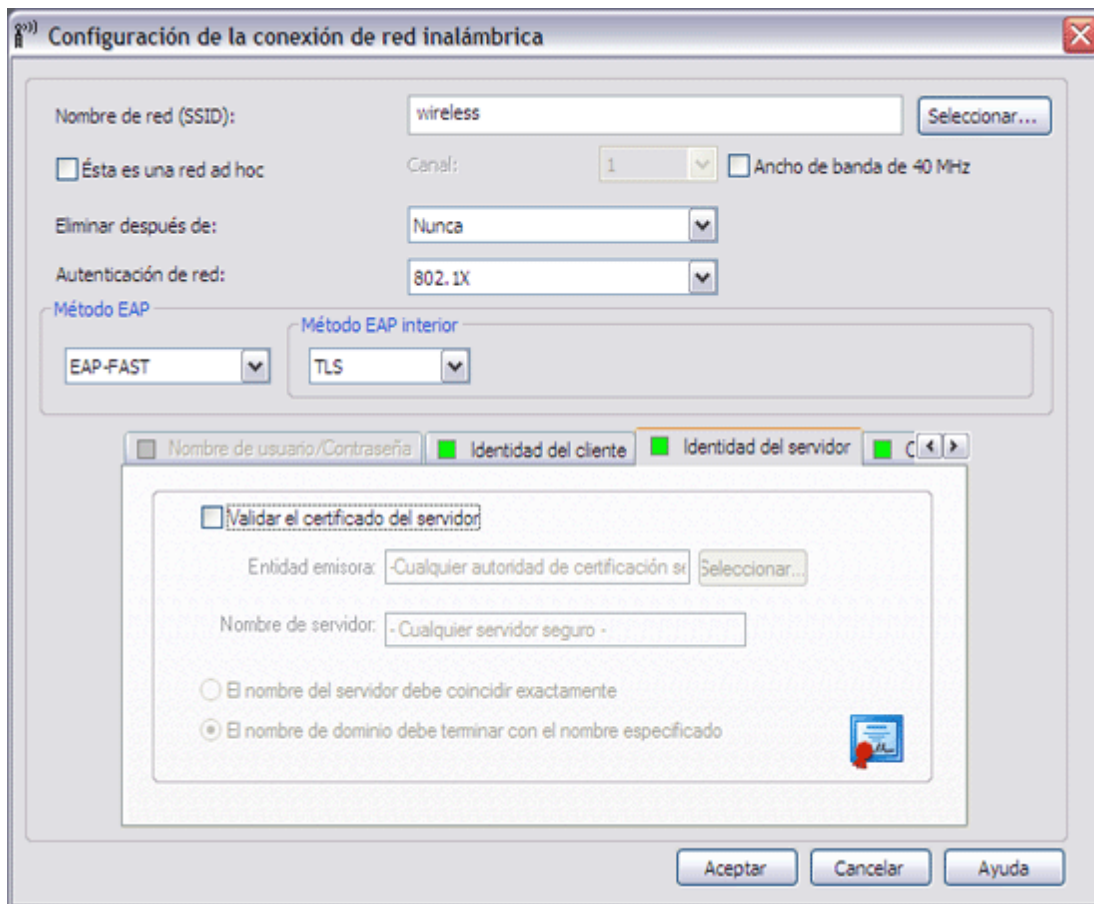 Configuración de la conexión de red inalámbrica
Nombre de red (SSID): wireless Seleccionar...
Ésta es una red ad hoc Canal: 1 Ancho de banda de 40 MHz
Eliminar después de: Nunca
Autenticación de red: 802.1X
Método EAP
Método EAP interior
EAP-FAST TLS
Nombre de usuario/Contraseña Identidad del cliente Identidad del servidor C
Validar el certificado del servidor
Entidad emisora: -Cualquier autoridad de certificación se Seleccionar...
Nombre de servidor: - Cualquier servidor seguro -
El nombre del servidor debe coincidir exactamente
El nombre de dominio debe terminar con el nombre especificado
Aceptar Cancelar Ayuda